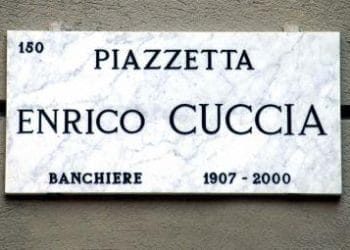 150
PIAZZETTA
ENRICO CUCCIA
BANCHIERE 1907 - 2000